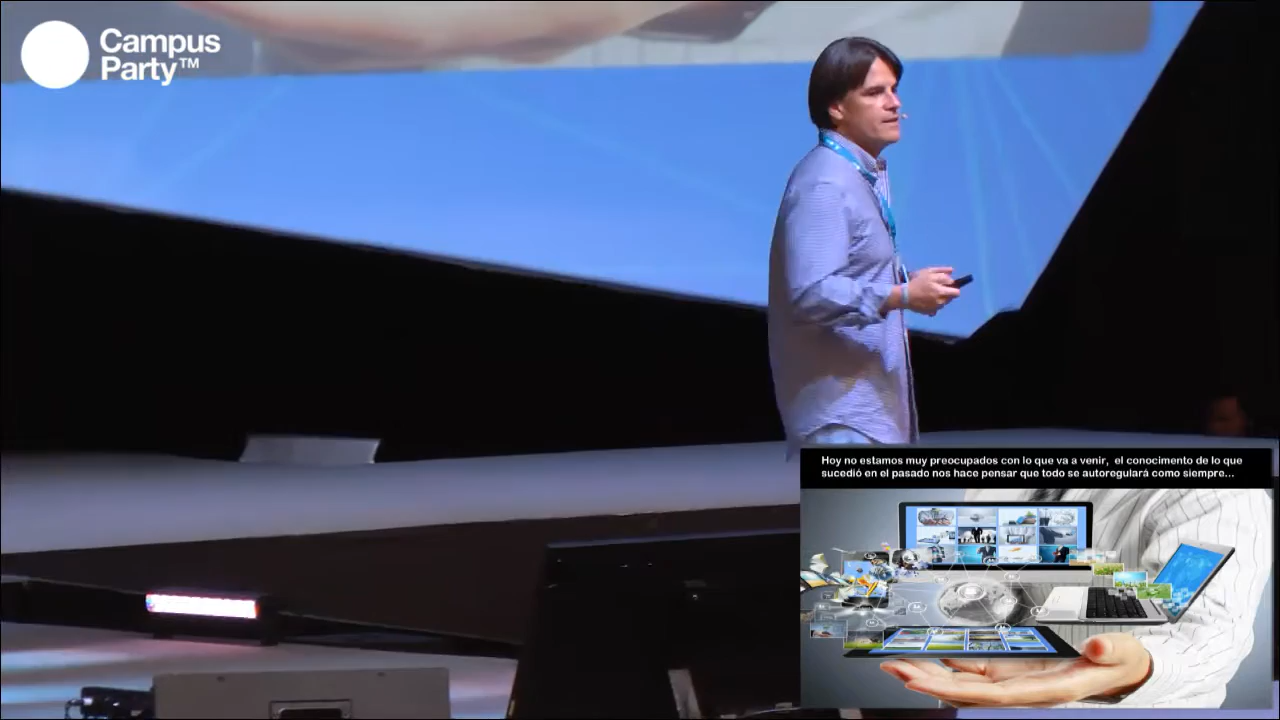 Campus
Party™
Hoy no estamos muy preocupados con lo que va a venir, el conocimento de lo que
sucedió en el pasado nos hace pensar que todo se autoregulará como siempre...